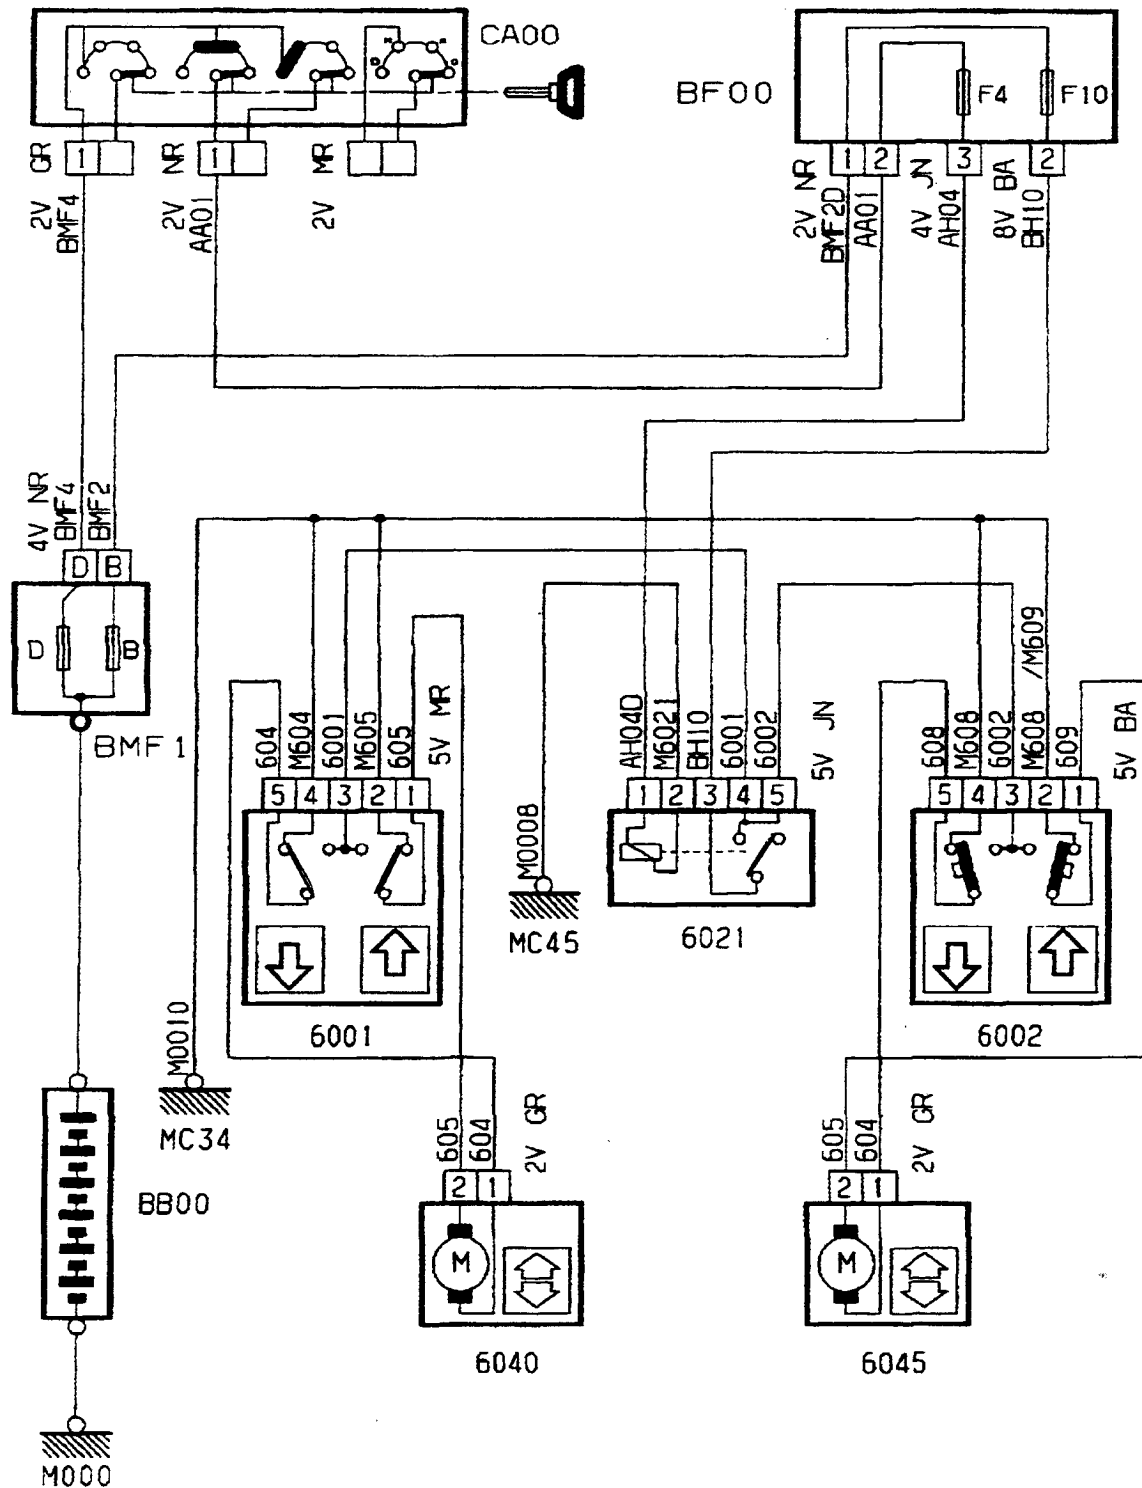 CA00
BF00
F4
F10
1
1
1
2
3
2
GR
NR
MR
2V
BMF4
2V
AA01
2V
2V NR
BMF2D
AA01
4V JN
AH04
8V BA
BH10
4V NR
BMF4
BMF2
D
B
D
B
BMF1
604
M604
6001
M605
605
5V MR
5
4
3
2
1
6001
AH04D
M6021
BH10
6001
6002
5V JN
1
2
3
4
5
6021
M0008
MC45
608
M608
6002
M608
/M609
609
5V BA
5
4
3
2
1
6002
M0010
MC34
BB00
605
604
2V GR
2
1
M
6040
605
604
2V GR
2
1
M
6045
M000